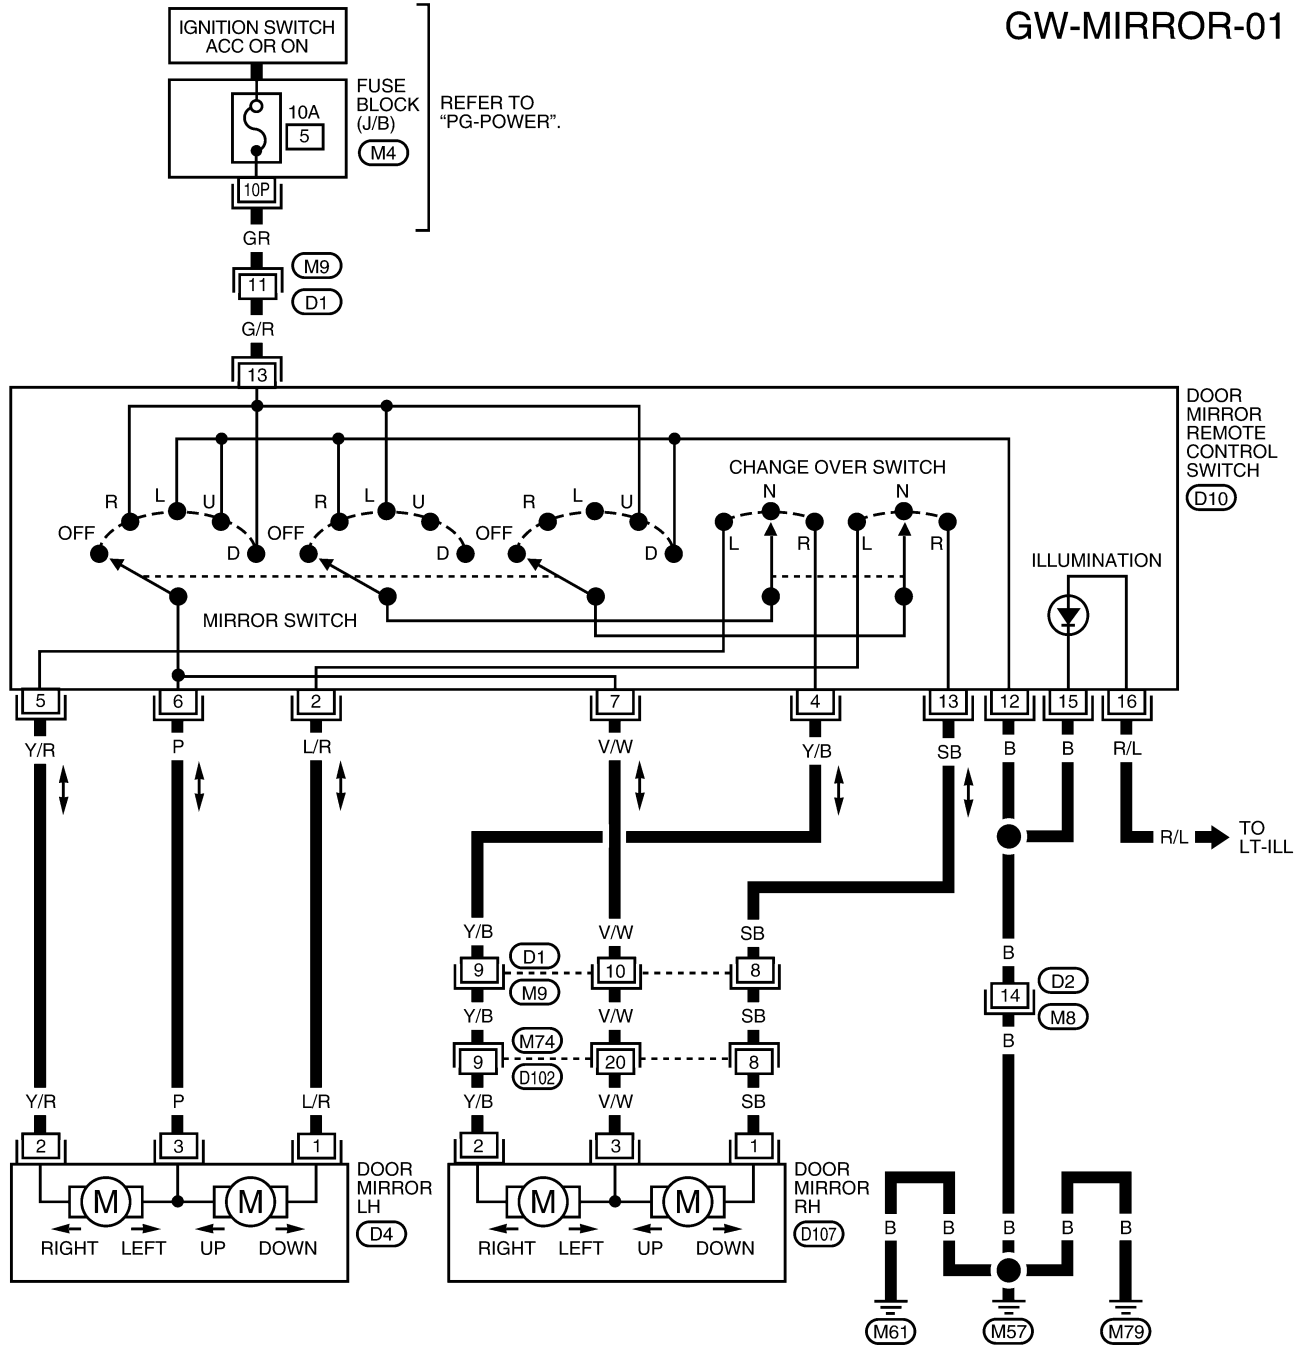 GW-MIRROR-01
IGNITION SWITCH
ACC OR ON
FUSE
BLOCK
(J/B)
M4
10A
5
REFER TO
“PG-POWER”.
10P
GR
11
M9
D1
G/R
13
DOOR
MIRROR
REMOTE
CONTROL
SWITCH
D10
CHANGE OVER SWITCH
R L U
OFF D
R L U
OFF D
R L U
OFF D
N
L R
N
L R
ILLUMINATION
MIRROR SWITCH
5 6 2 7 4 13 12 15 16
Y/R P L/R V/W Y/B SB B B R/L
R/L
TO
LT-ILL
Y/B V/W SB
D1
9 10 8
M9
Y/B V/W SB
M74
9 20 8
D102
B
D2
14
M8
B
Y/R P L/R Y/B V/W SB
2 3 1 2 3 1
M M
RIGHT LEFT UP DOWN
DOOR
MIRROR
LH
D4
M M
RIGHT LEFT UP DOWN
DOOR
MIRROR
RH
D107
B B B B B
M61 M57 M79